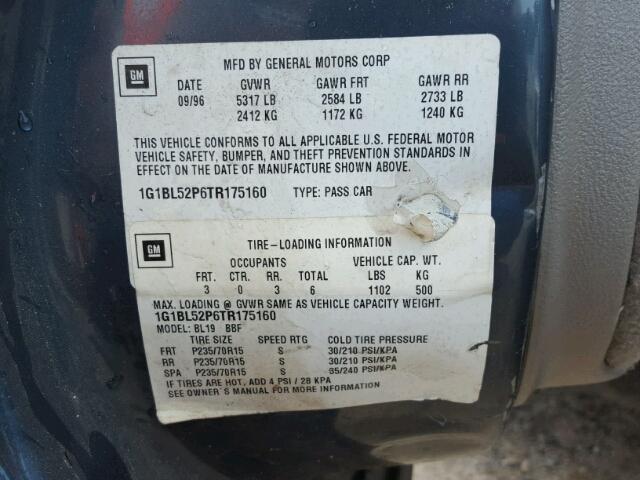 GM
MFD BY GENERAL MOTORS CORP
DATE GVWR GAWR FRT GAWR RR
09/96 5317 LB 2584 LB 2733 LB
2412 KG 1172 KG 1240 KG
THIS VEHICLE CONFORMS TO ALL APPLICABLE U.S. FEDERAL MOTOR
VEHICLE SAFETY, BUMPER, AND THEFT PREVENTION STANDARDS IN
EFFECT ON THE DATE OF MANUFACTURE SHOWN ABOVE.
1G1BL52P6TR175160 TYPE: PASS CAR
GM
TIRE-LOADING INFORMATION
OCCUPANTS VEHICLE CAP. WT.
FRT. CTR. RR. TOTAL LBS KG
3 0 3 6 1102 500
MAX. LOADING @ GVWR SAME AS VEHICLE CAPACITY WEIGHT.
1G1BL52P6TR175160
MODEL: BL19 BBF
TIRE SIZE SPEED RTG COLD TIRE PRESSURE
FRT P235/70R15 S 30/210 PSI/KPA
RR P235/70R15 S 30/210 PSI/KPA
SPA P235/70R15 S 35/240 PSI/KPA
IF TIRES ARE HOT, ADD 4 PSI / 28 KPA
SEE OWNER'S MANUAL FOR MORE INFORMATION